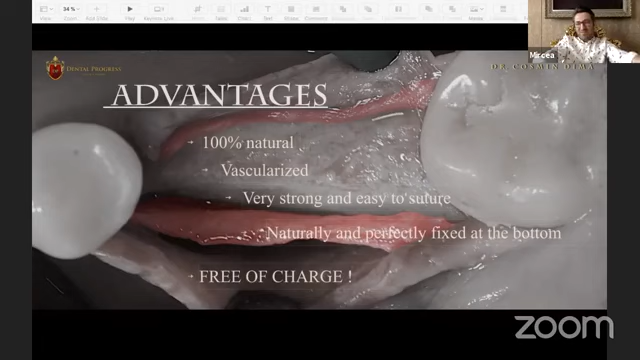 34 %
Mircea
DENTAL PROGRESS
DR. COSMIN DIMA
ADVANTAGES
100% natural
Vascularized
Very strong and easy to suture
Naturally and perfectly fixed at the bottom
FREE OF CHARGE !
zoom